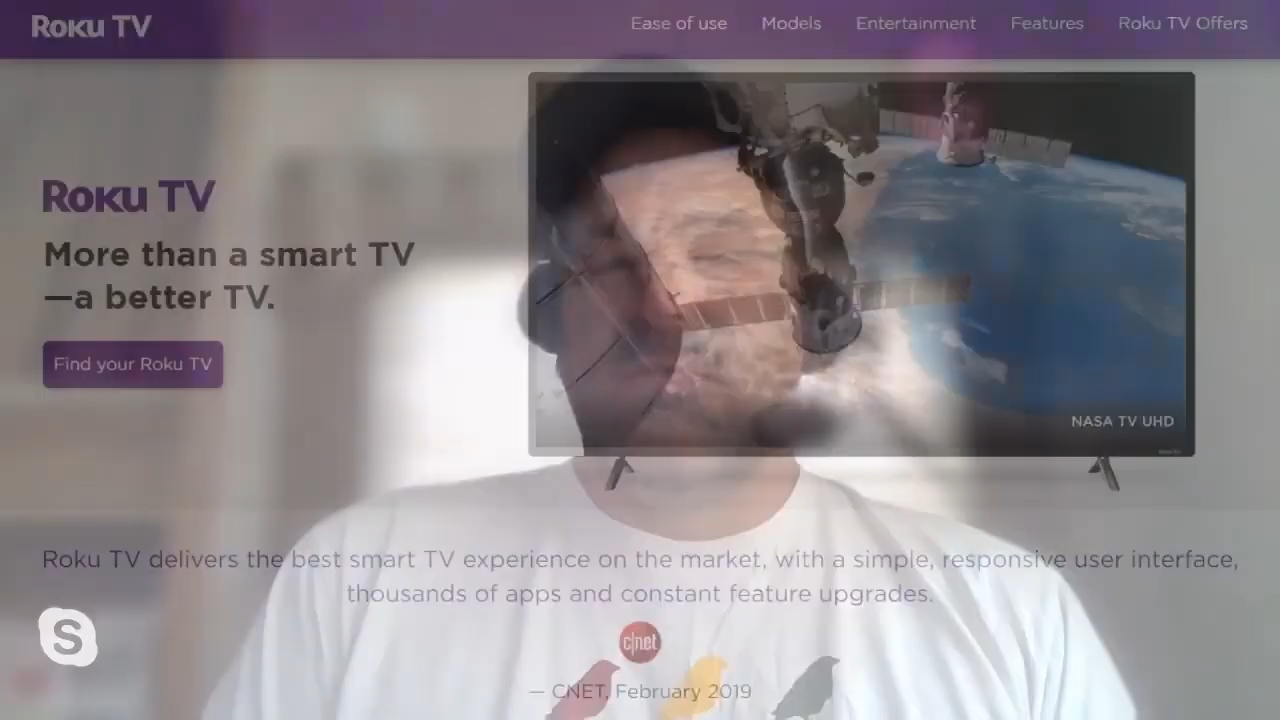 Roku TV
Ease of use Models Entertainment Features Roku TV Offers
Roku TV
More than a smart TV
—a better TV.
Find your Roku TV
NASA TV UHD
Roku TV delivers the best smart TV experience on the market, with a simple, responsive user interface,
thousands of apps and constant feature upgrades.
c|net
— CNET, February 2019
S